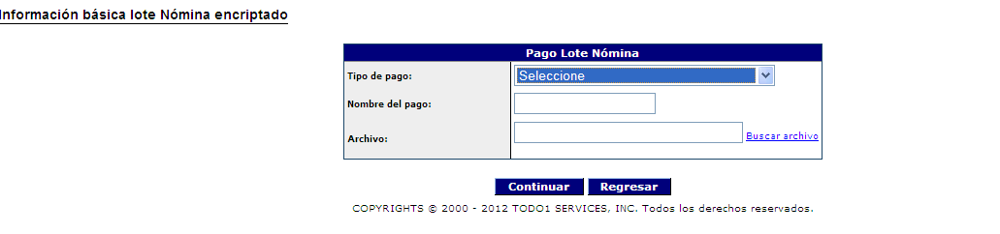 Información básica lote Nómina encriptado
Pago Lote Nómina
Tipo de pago: Seleccione
Nombre del pago:
Archivo: Buscar archivo
Continuar Regresar
COPYRIGHTS © 2000 - 2012 TODO1 SERVICES, INC. Todos los derechos reservados.